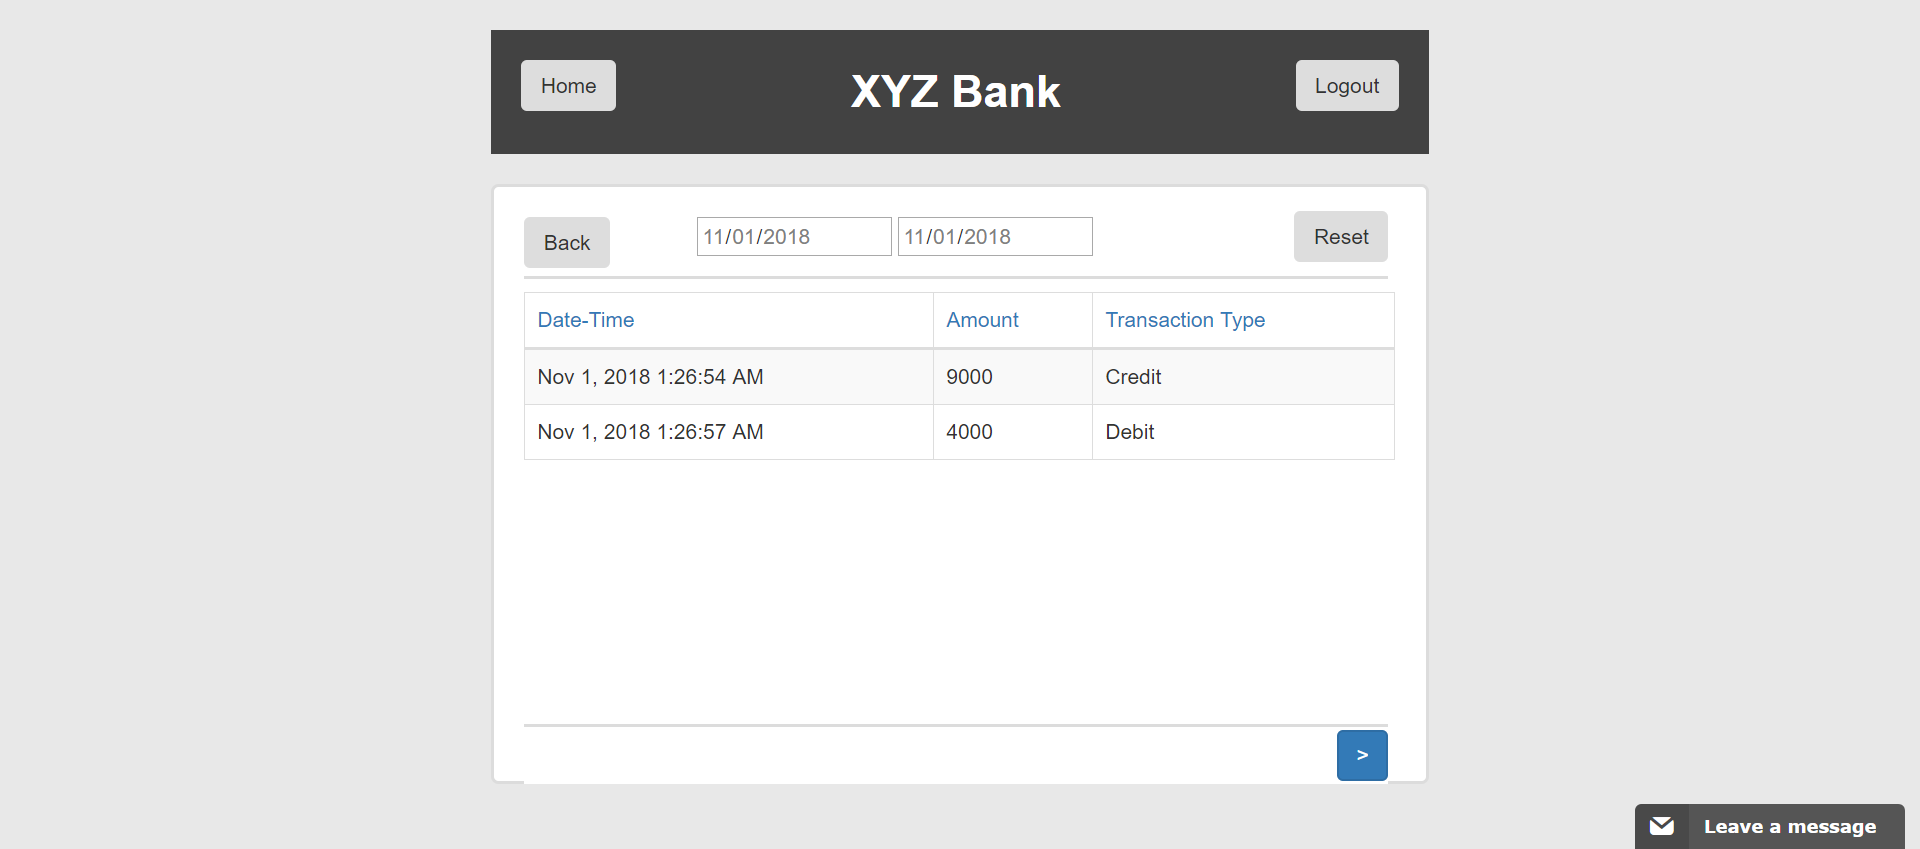 Home XYZ Bank Logout
Back 11/01/2018 11/01/2018 Reset
Date-Time Amount Transaction Type
Nov 1, 2018 1:26:54 AM 9000 Credit
Nov 1, 2018 1:26:57 AM 4000 Debit
>
Leave a message